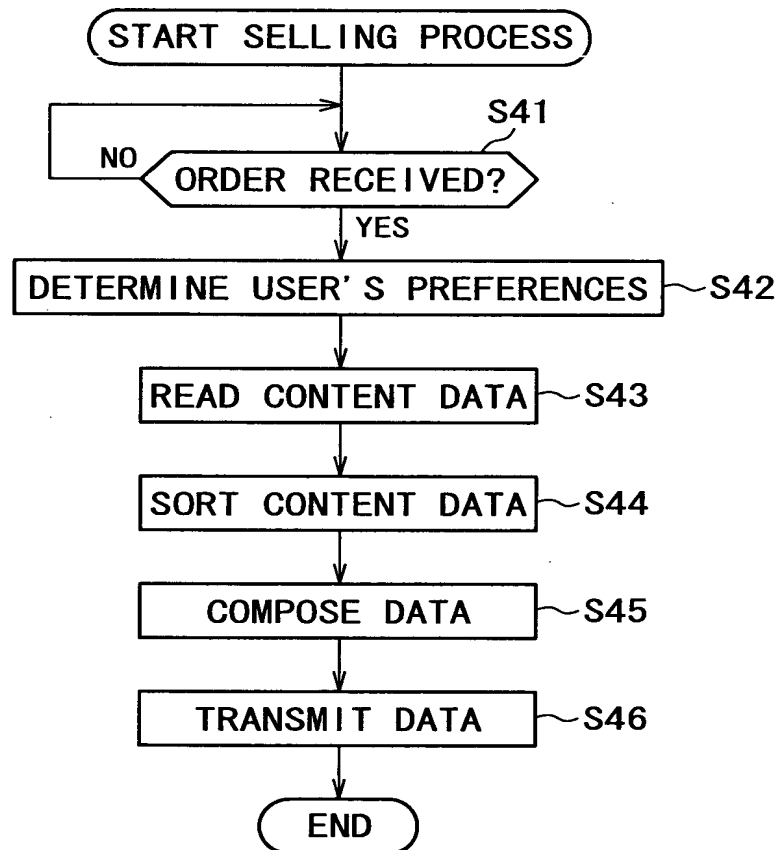 START SELLING PROCESS
S41
NO
ORDER RECEIVED?
YES
DETERMINE USER'S PREFERENCES S42
READ CONTENT DATA S43
SORT CONTENT DATA S44
COMPOSE DATA S45
TRANSMIT DATA S46
END